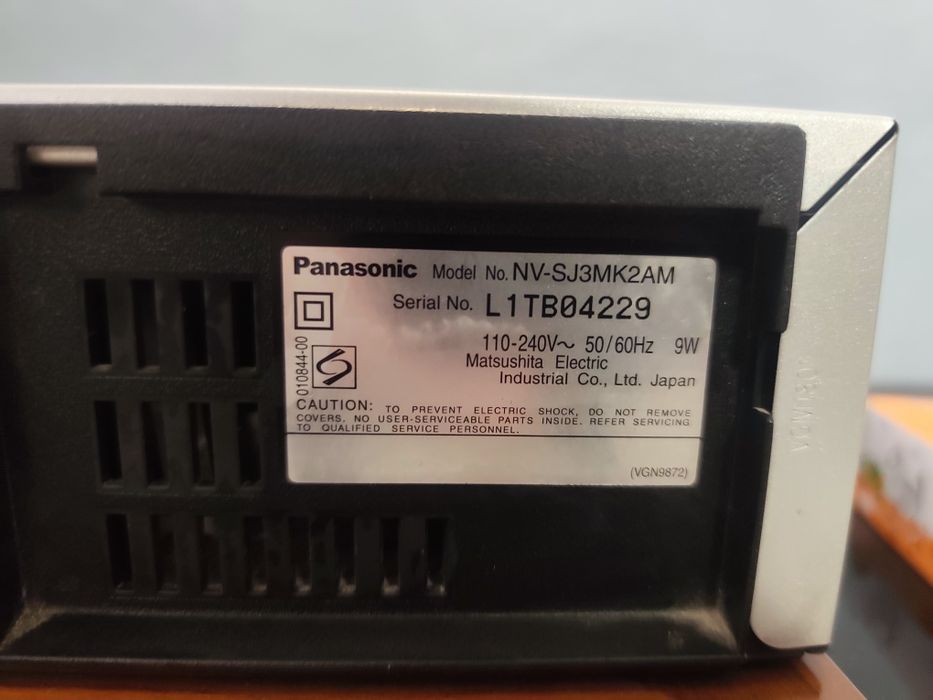 Panasonic Model No. NV-SJ3MK2AM
Serial No. L1TB04229
110-240V~ 50/60Hz 9W
Matsushita Electric
Industrial Co., Ltd. Japan
010844-00
CAUTION: TO PREVENT ELECTRIC SHOCK, DO NOT REMOVE
COVERS. NO USER-SERVICEABLE PARTS INSIDE. REFER SERVICING
TO QUALIFIED SERVICE PERSONNEL.
(VGN9872)